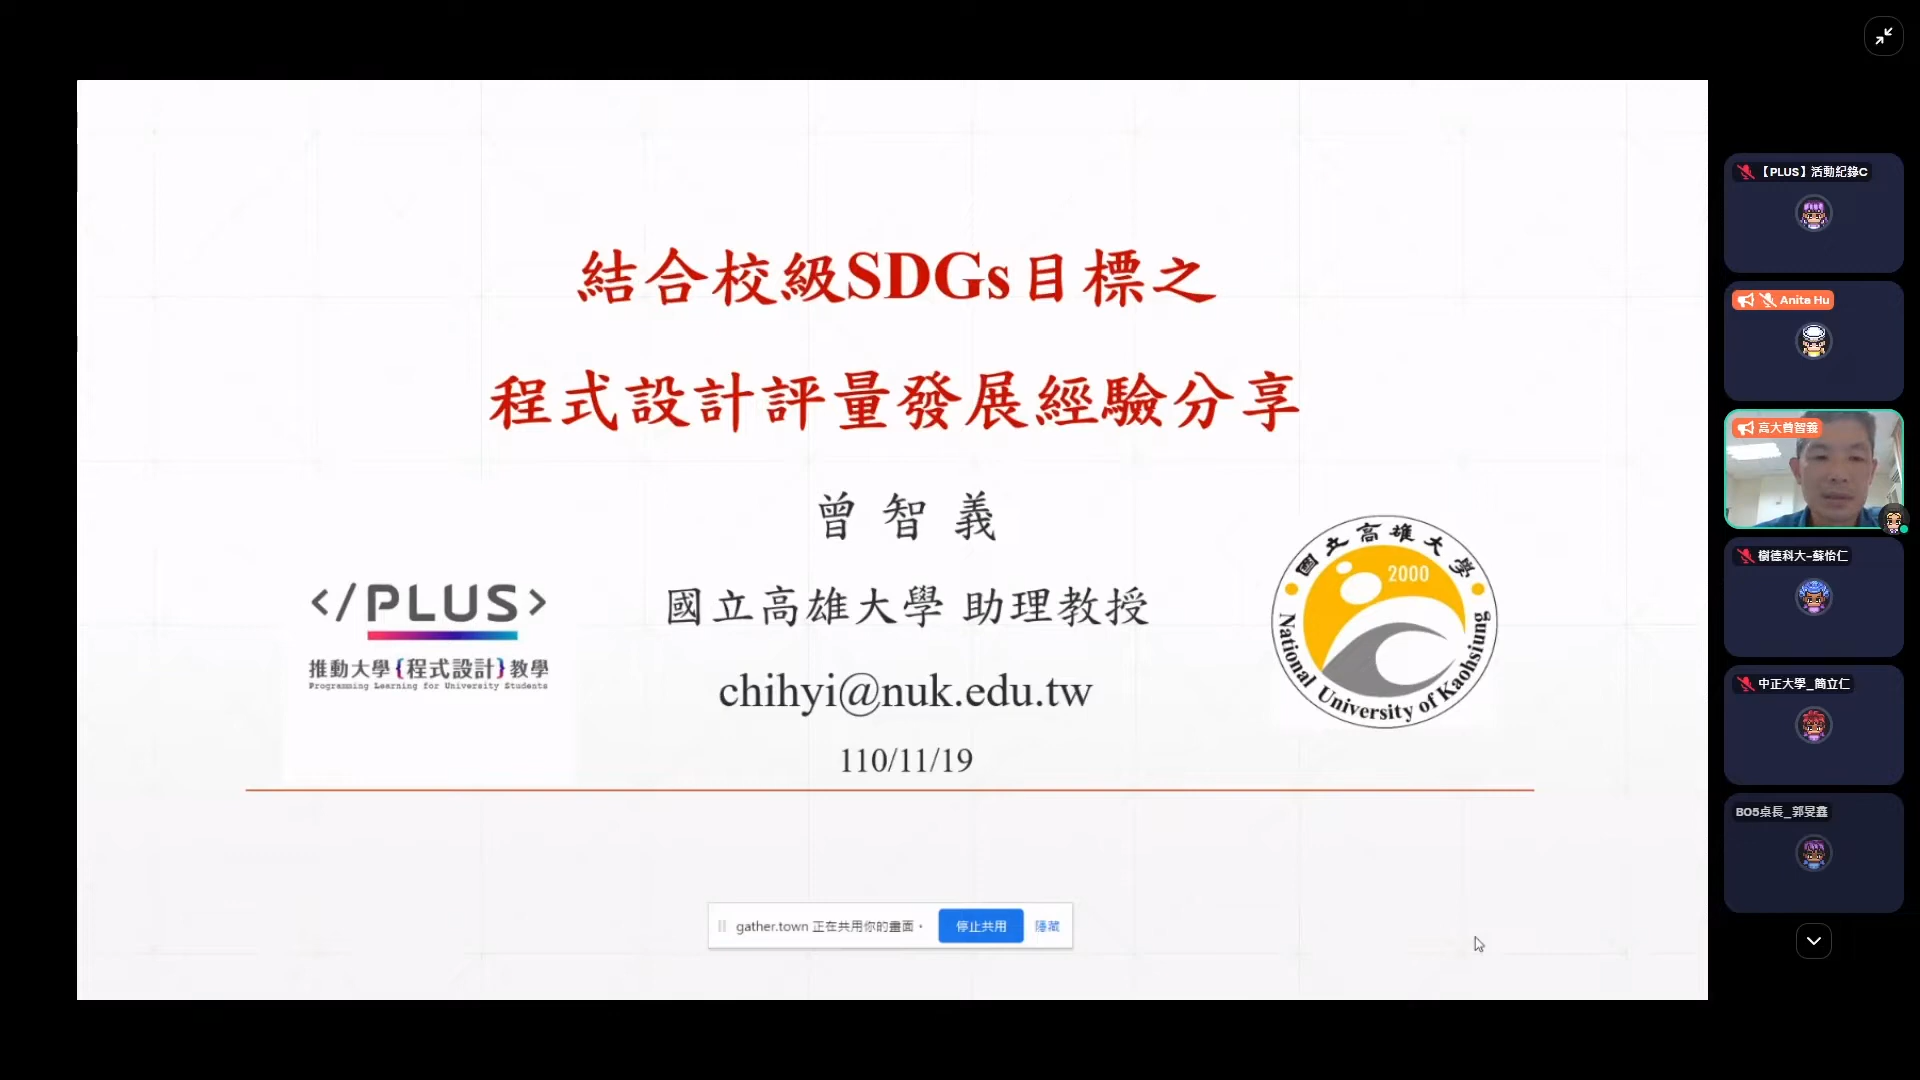 結合校級SDGs目標之
程式設計評量發展經驗分享
曾智義
國立高雄大學 助理教授
chihyi@nuk.edu.tw
110/11/19
</PLUS>
推動大學{程式設計}教學
Programming Learning for University Students
國立高雄大學
2000
National University of Kaohsiung
gather.town 正在共用你的畫面。
停止共用
隱藏
【PLUS】活動紀錄C
Anita Hu
高大曾智義
樹德科大-蘇怡仁
中正大學_簡立仁
B05桌長_郭旻鑫